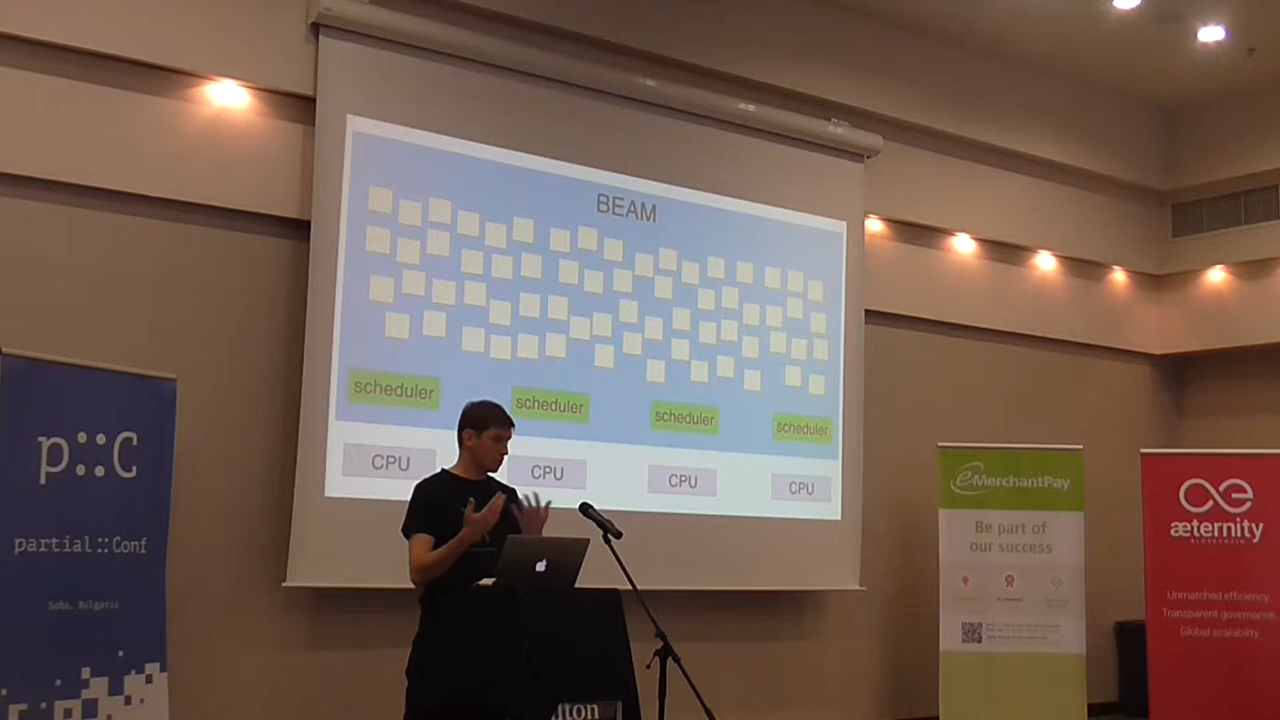 BEAM
scheduler
scheduler
scheduler
scheduler
CPU
CPU
CPU
CPU
p::C
partial::Conf
Sofia, Bulgaria
eMerchantPay
Be part of
our success
æternity
BLOCKCHAIN
Unmatched efficiency
Transparent governance
Global scalability